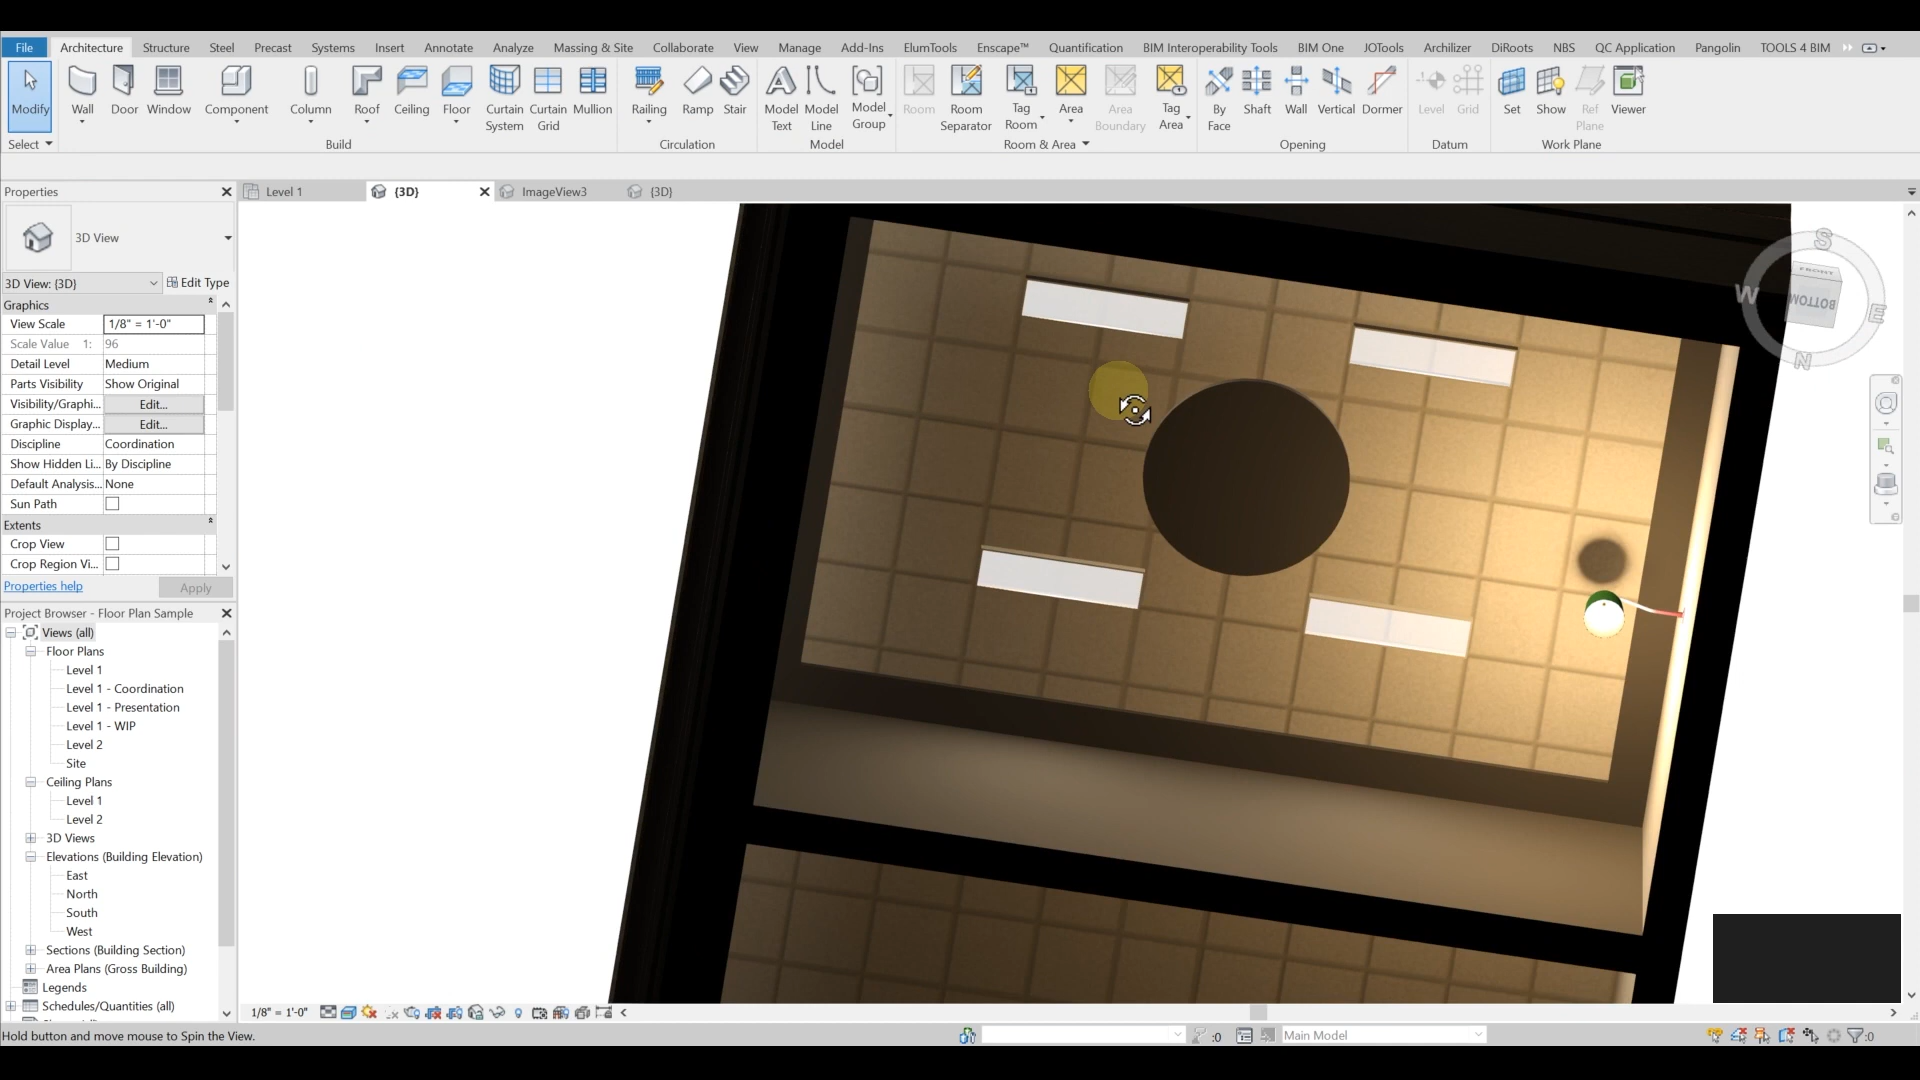 File Architecture Structure Steel Precast Systems Insert Annotate Analyze Massing & Site Collaborate View Manage Add-Ins ElumTools Enscape™ Quantification BIM Interoperability Tools BIM One JOTools Archilizer DiRoots NBS QC Application Pangolin TOOLS 4 BIM
Modify Wall Door Window Component Column Roof Ceiling Floor Curtain System Curtain Grid Mullion Railing Ramp Stair Model Text Model Line Model Group Room Room Separator Tag Room Area Area Boundary Tag Area By Face Shaft Wall Vertical Dormer Level Grid Set Show Ref Plane Viewer
Select Build Circulation Model Room & Area Opening Datum Work Plane
Properties
Level 1 {3D} ImageView3 {3D}
3D View
3D View: {3D} Edit Type
Graphics
View Scale 1/8" = 1'-0"
Scale Value 1: 96
Detail Level Medium
Parts Visibility Show Original
Visibility/Graphi... Edit...
Graphic Display... Edit...
Discipline Coordination
Show Hidden Li... By Discipline
Default Analysis... None
Sun Path
Extents
Crop View
Crop Region Vi...
Properties help Apply
Project Browser - Floor Plan Sample
Views (all)
Floor Plans
Level 1
Level 1 - Coordination
Level 1 - Presentation
Level 1 - WIP
Level 2
Site
Ceiling Plans
Level 1
Level 2
3D Views
Elevations (Building Elevation)
East
North
South
West
Sections (Building Section)
Area Plans (Gross Building)
Legends
Schedules/Quantities (all)
S
W
E
N
FRONT
BOTTOM
1/8" = 1'-0"
Hold button and move mouse to Spin the View. :0 Main Model :0